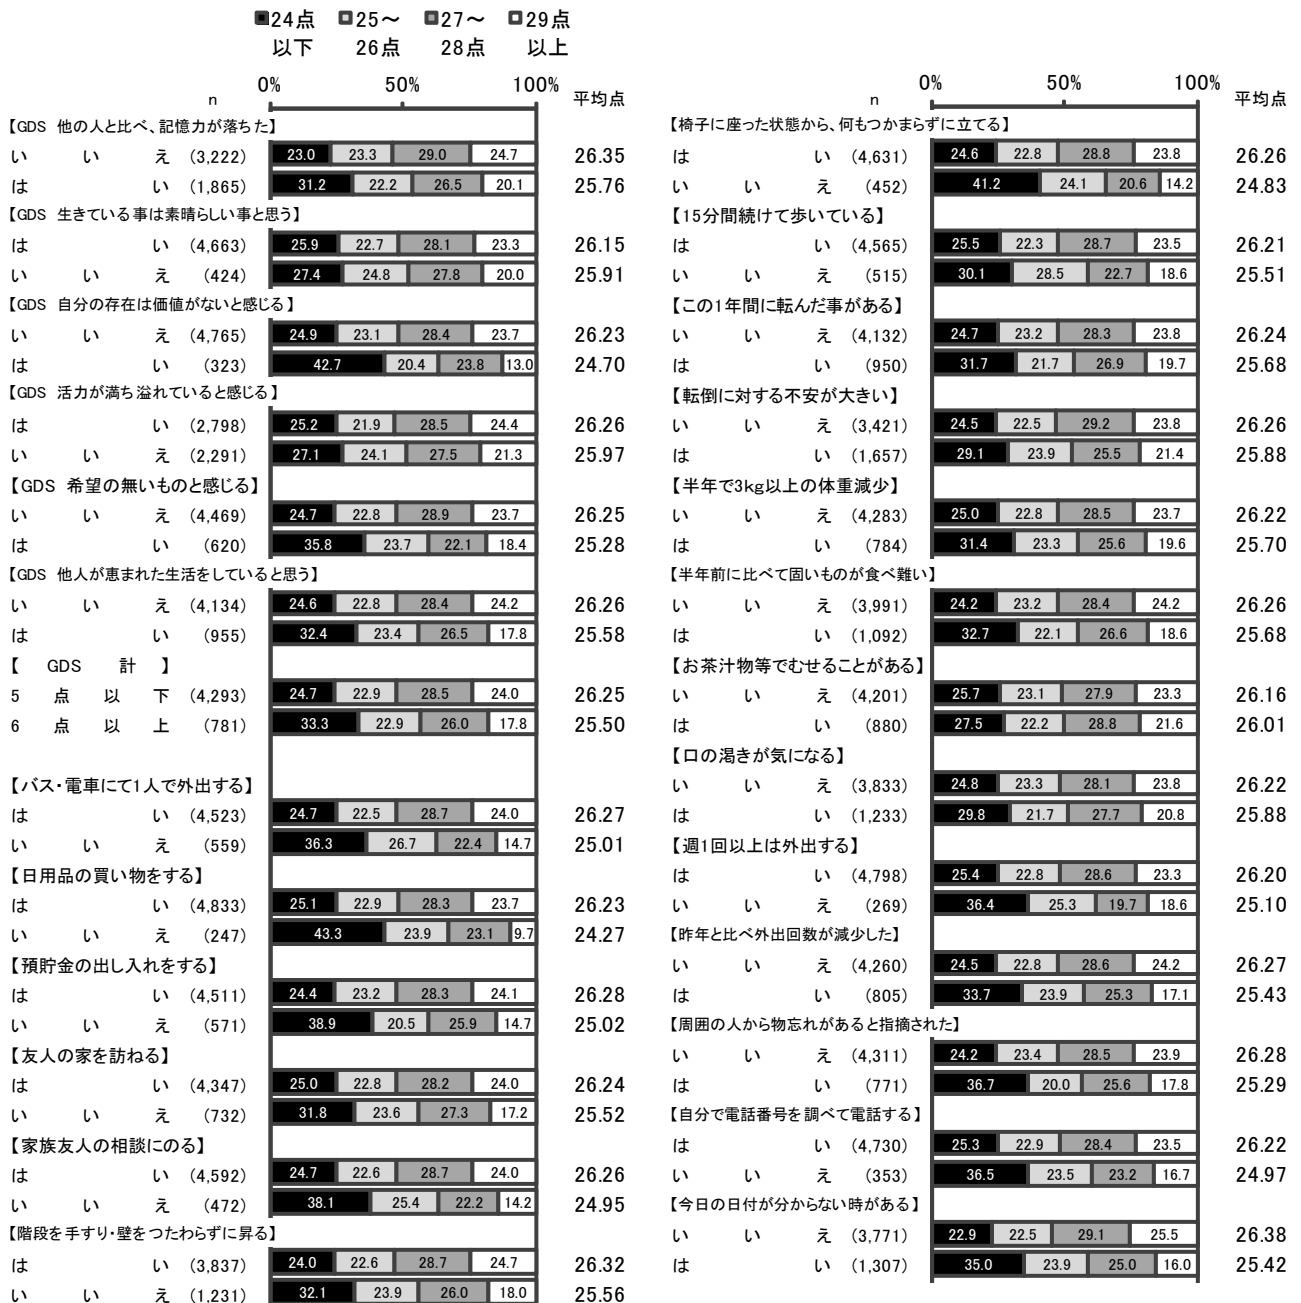 ■24点以下 □25～26点 ■27～28点 □29点以上
0% 50% 100%
n 平均点
【GDS 他の人と比べ、記憶力が落ちた】
いいえ (3,222) 23.0 23.3 29.0 24.7 26.35
はい (1,865) 31.2 22.2 26.5 20.1 25.76
【GDS 生きている事は素晴らしい事と思う】
はい (4,663) 25.9 22.7 28.1 23.3 26.15
いいえ (424) 27.4 24.8 27.8 20.0 25.91
【GDS 自分の存在は価値がないと感じる】
いいえ (4,765) 24.9 23.1 28.4 23.7 26.23
はい (323) 42.7 20.4 23.8 13.0 24.70
【GDS 活力が満ち溢れていると感じる】
はい (2,798) 25.2 21.9 28.5 24.4 26.26
いいえ (2,291) 27.1 24.1 27.5 21.3 25.97
【GDS 希望の無いものと感じる】
いいえ (4,469) 24.7 22.8 28.9 23.7 26.25
はい (620) 35.8 23.7 22.1 18.4 25.28
【GDS 他人が恵まれた生活をしていると思う】
いいえ (4,134) 24.6 22.8 28.4 24.2 26.26
はい (955) 32.4 23.4 26.5 17.8 25.58
【 GDS 計 】
5点以下 (4,293) 24.7 22.9 28.5 24.0 26.25
6点以上 (781) 33.3 22.9 26.0 17.8 25.50
【バス・電車にて1人で外出する】
はい (4,523) 24.7 22.5 28.7 24.0 26.27
いいえ (559) 36.3 26.7 22.4 14.7 25.01
【日用品の買い物をする】
はい (4,833) 25.1 22.9 28.3 23.7 26.23
いいえ (247) 43.3 23.9 23.1 9.7 24.27
【預貯金の出し入れをする】
はい (4,511) 24.4 23.2 28.3 24.1 26.28
いいえ (571) 38.9 20.5 25.9 14.7 25.02
【友人の家を訪ねる】
はい (4,347) 25.0 22.8 28.2 24.0 26.24
いいえ (732) 31.8 23.6 27.3 17.2 25.52
【家族友人の相談にのる】
はい (4,592) 24.7 22.6 28.7 24.0 26.26
いいえ (472) 38.1 25.4 22.2 14.2 24.95
【階段を手すり・壁をつたわらずに昇る】
はい (3,837) 24.0 22.6 28.7 24.7 26.32
いいえ (1,231) 32.1 23.9 26.0 18.0 25.56
0% 50% 100%
n 平均点
【椅子に座った状態から、何もつかまらずに立てる】
はい (4,631) 24.6 22.8 28.8 23.8 26.26
いいえ (452) 41.2 24.1 20.6 14.2 24.83
【15分間続けて歩いている】
はい (4,565) 25.5 22.3 28.7 23.5 26.21
いいえ (515) 30.1 28.5 22.7 18.6 25.51
【この1年間に転んだ事がある】
いいえ (4,132) 24.7 23.2 28.3 23.8 26.24
はい (950) 31.7 21.7 26.9 19.7 25.68
【転倒に対する不安が大きい】
いいえ (3,421) 24.5 22.5 29.2 23.8 26.26
はい (1,657) 29.1 23.9 25.5 21.4 25.88
【半年で3kg以上の体重減少】
いいえ (4,283) 25.0 22.8 28.5 23.7 26.22
はい (784) 31.4 23.3 25.6 19.6 25.70
【半年前に比べて固いものが食べ難い】
いいえ (3,991) 24.2 23.2 28.4 24.2 26.26
はい (1,092) 32.7 22.1 26.6 18.6 25.68
【お茶汁物等でむせることがある】
いいえ (4,201) 25.7 23.1 27.9 23.3 26.16
はい (880) 27.5 22.2 28.8 21.6 26.01
【口の渇きが気になる】
いいえ (3,833) 24.8 23.3 28.1 23.8 26.22
はい (1,233) 29.8 21.7 27.7 20.8 25.88
【週1回以上は外出する】
はい (4,798) 25.4 22.8 28.6 23.3 26.20
いいえ (269) 36.4 25.3 19.7 18.6 25.10
【昨年と比べ外出回数が減少した】
いいえ (4,260) 24.5 22.8 28.6 24.2 26.27
はい (805) 33.7 23.9 25.3 17.1 25.43
【周囲の人から物忘れがあると指摘された】
いいえ (4,311) 24.2 23.4 28.5 23.9 26.28
はい (771) 36.7 20.0 25.6 17.8 25.29
【自分で電話番号を調べて電話する】
はい (4,730) 25.3 22.9 28.4 23.5 26.22
いいえ (353) 36.5 23.5 23.2 16.7 24.97
【今日の日付が分からない時がある】
いいえ (3,771) 22.9 22.5 29.1 25.5 26.38
はい (1,307) 35.0 23.9 25.0 16.0 25.42